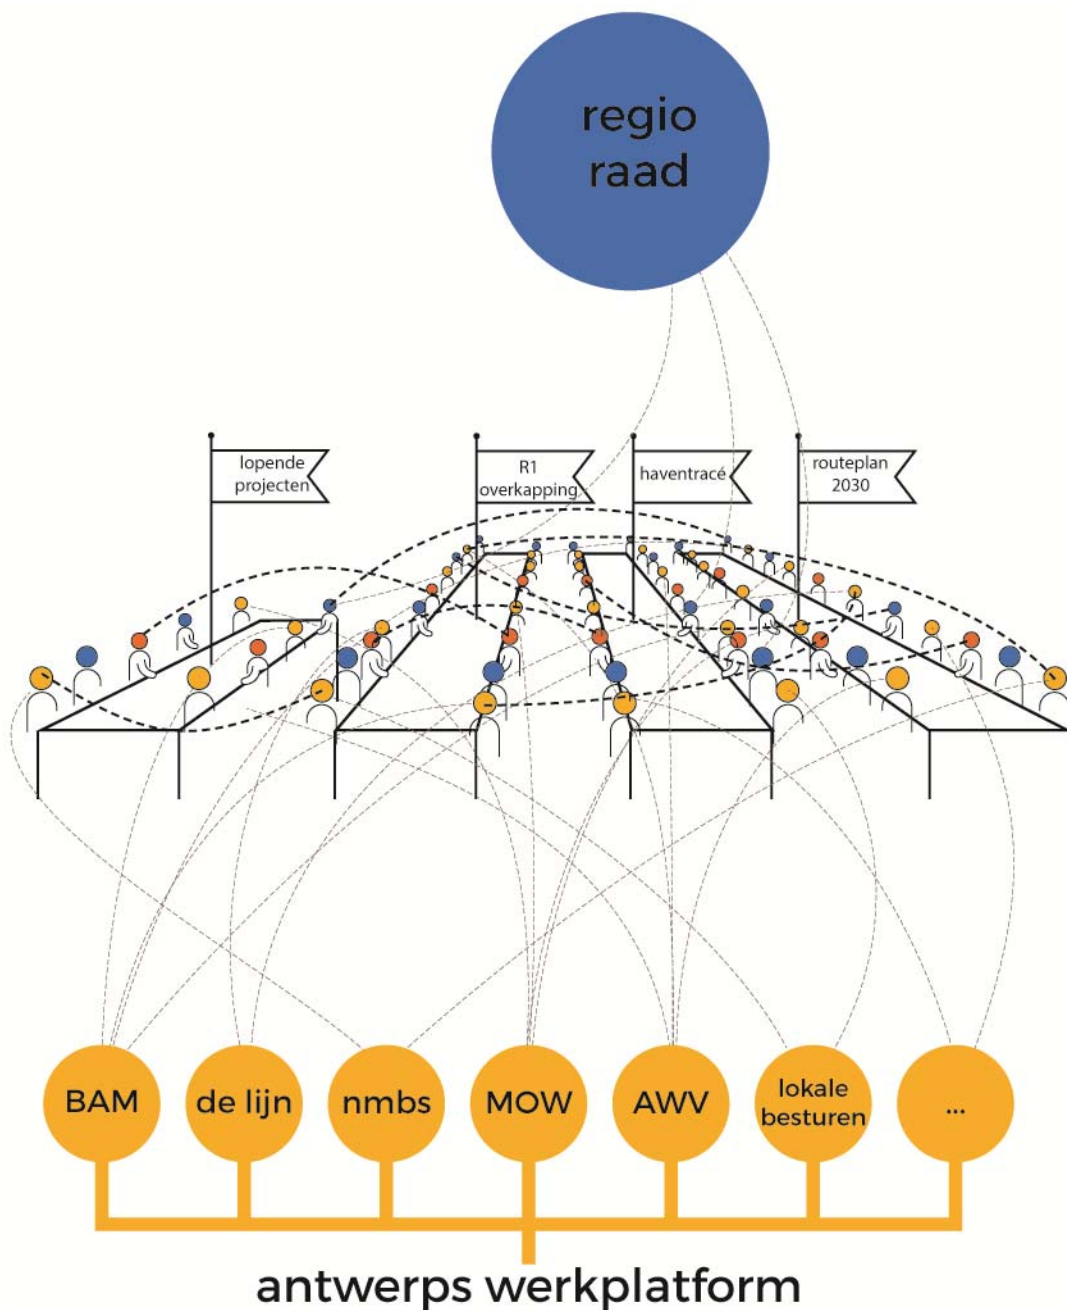 regio
raad
lopende
projecten
R1
overkapping
haventracé
routeplan
2030
BAM
de lijn
nmbs
MOW
AWV
lokale
besturen
...
antwerps werkplatform